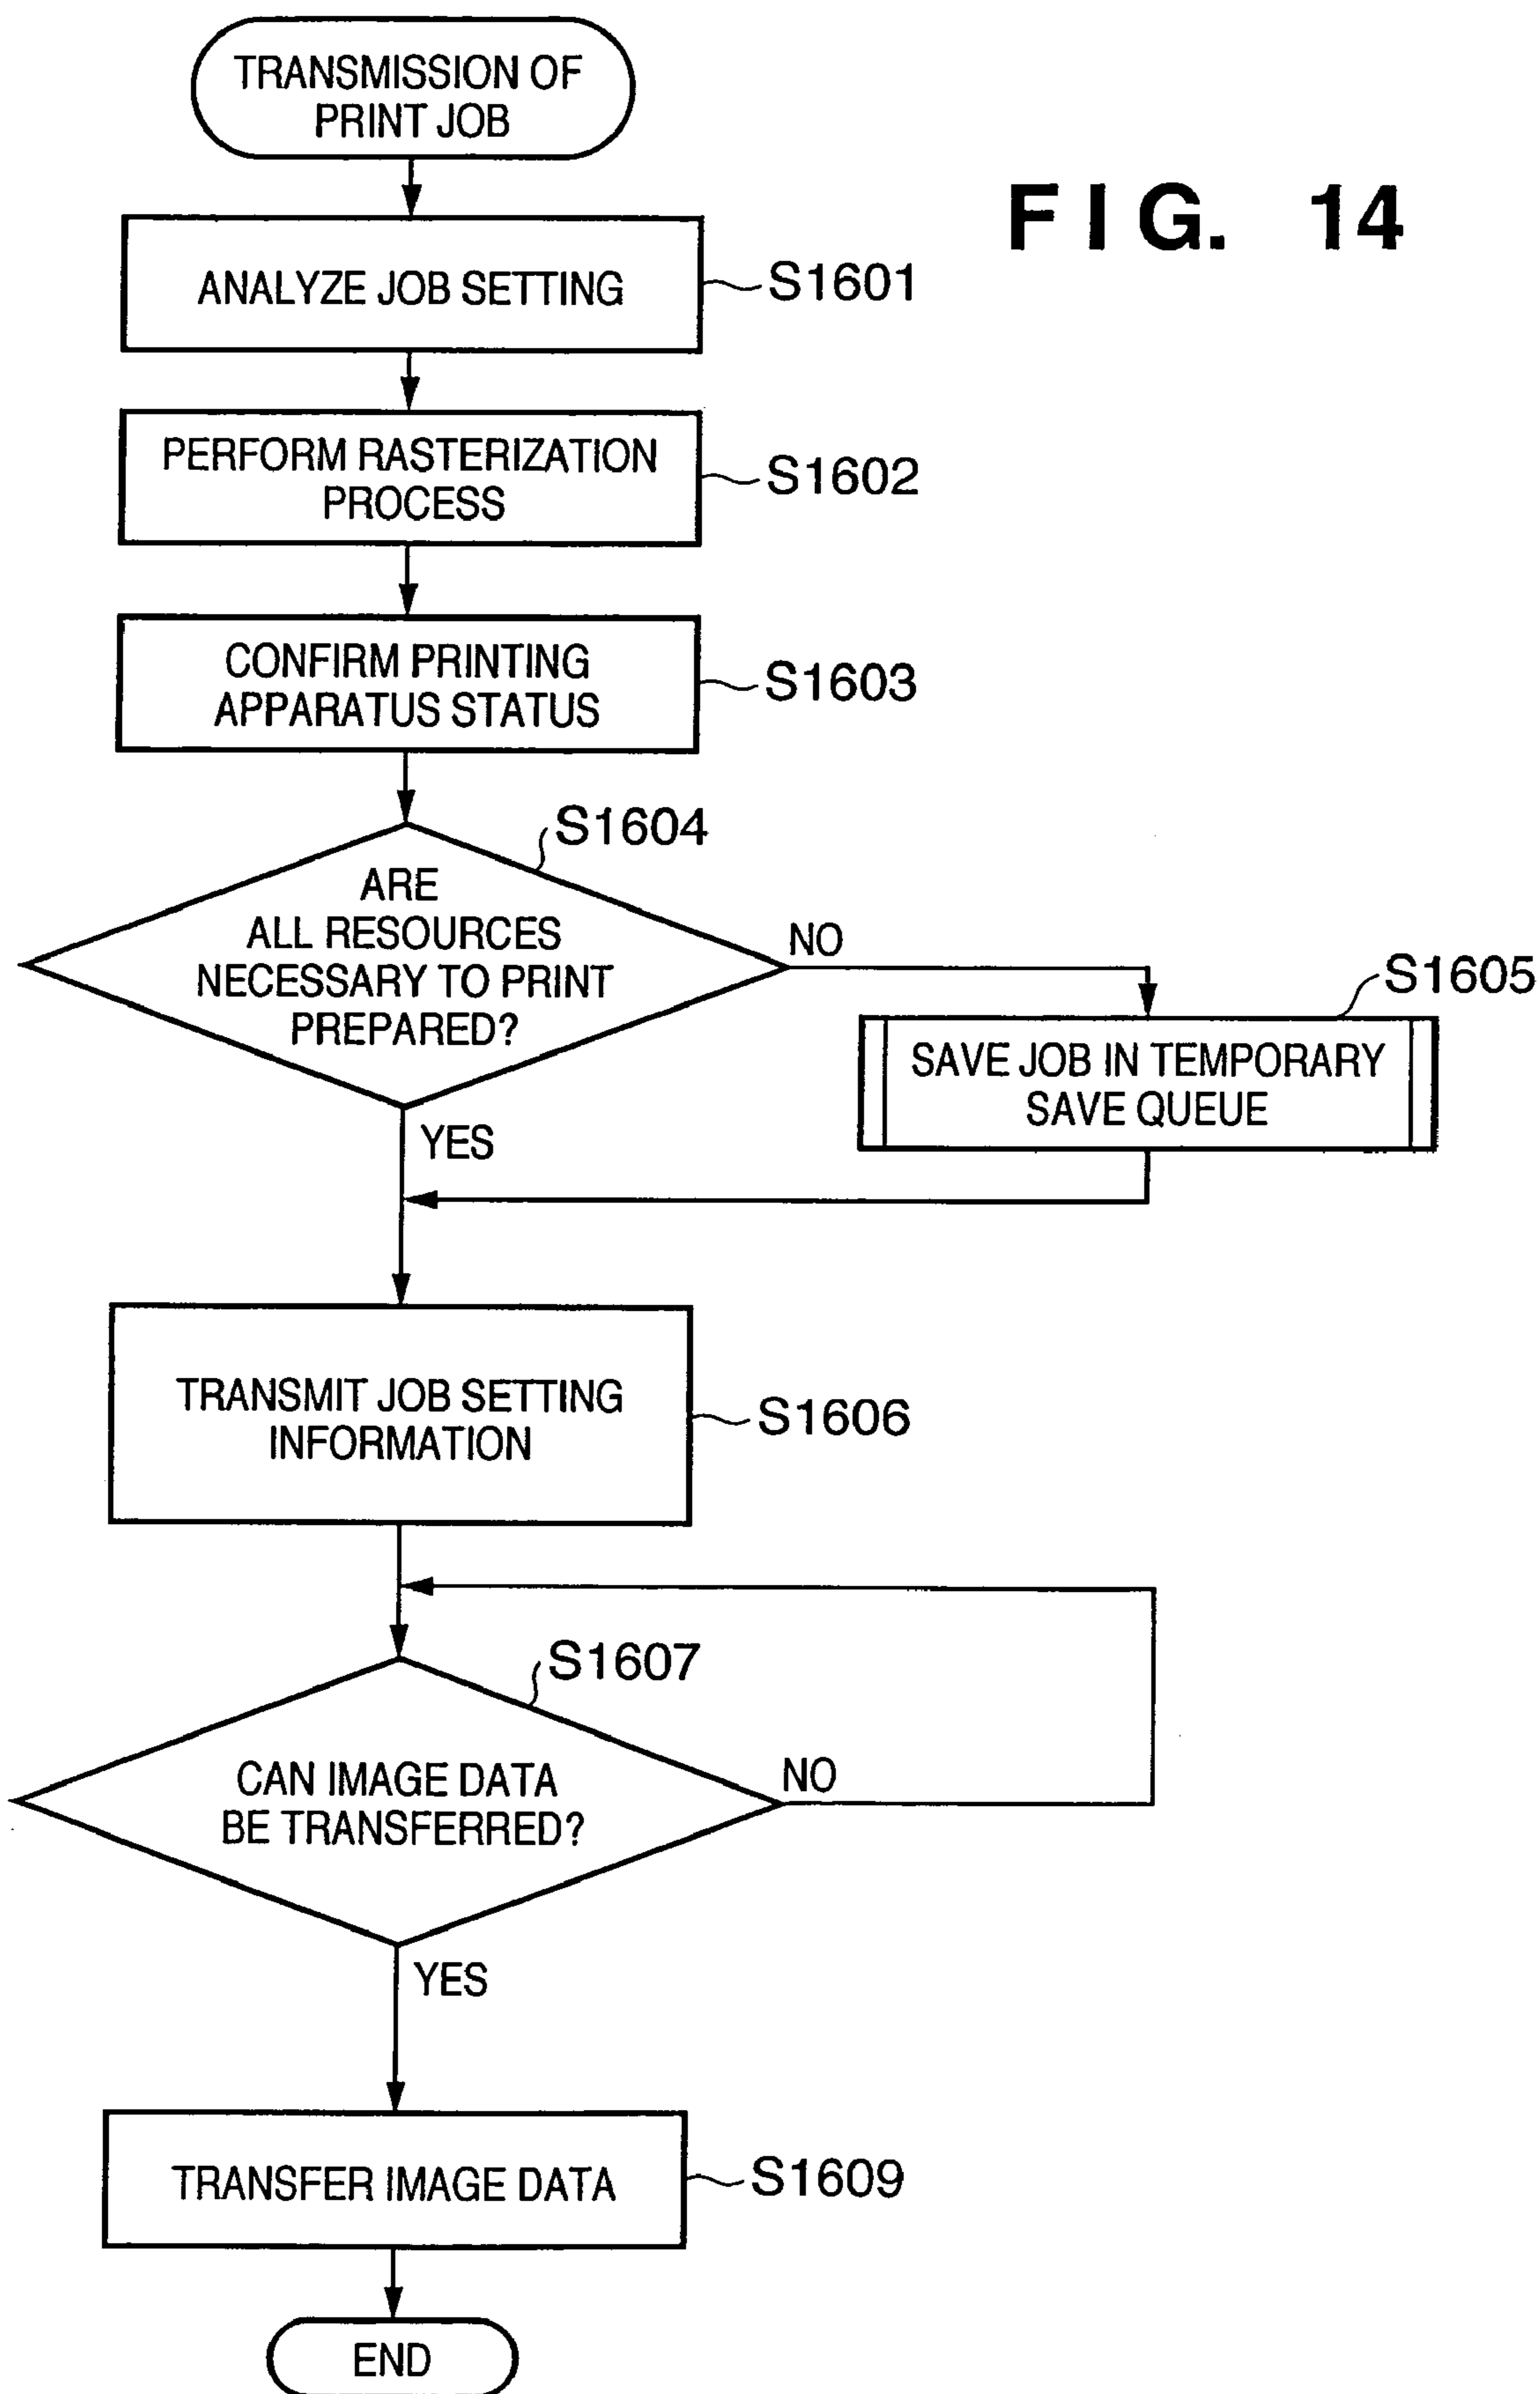 TRANSMISSION OF
PRINT JOB
FIG. 14
ANALYZE JOB SETTING
S1601
PERFORM RASTERIZATION
PROCESS
S1602
CONFIRM PRINTING
APPARATUS STATUS
S1603
S1604
ARE
ALL RESOURCES
NECESSARY TO PRINT
PREPARED?
NO
S1605
SAVE JOB IN TEMPORARY
SAVE QUEUE
YES
TRANSMIT JOB SETTING
INFORMATION
S1606
S1607
CAN IMAGE DATA
BE TRANSFERRED?
NO
YES
TRANSFER IMAGE DATA
S1609
END